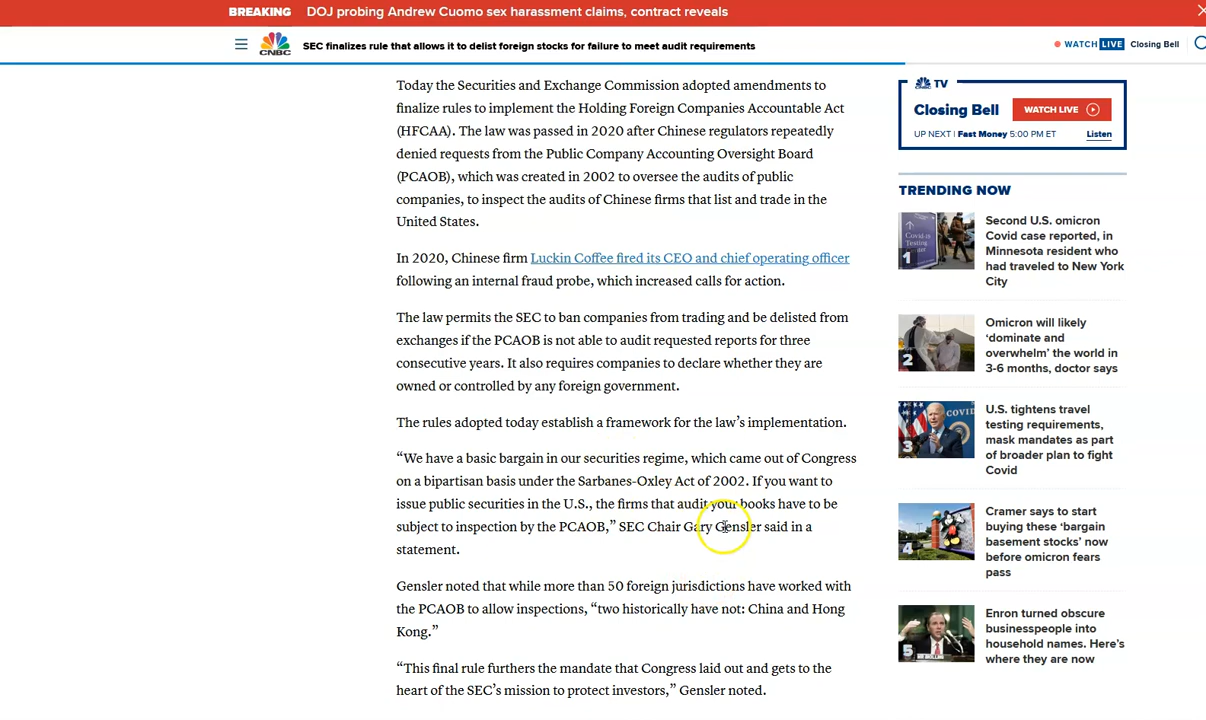 BREAKING DOJ probing Andrew Cuomo sex harassment claims, contract reveals
CNBC
SEC finalizes rule that allows it to delist foreign stocks for failure to meet audit requirements
WATCH LIVE Closing Bell
Today the Securities and Exchange Commission adopted amendments to
finalize rules to implement the Holding Foreign Companies Accountable Act
(HFCAA). The law was passed in 2020 after Chinese regulators repeatedly
denied requests from the Public Company Accounting Oversight Board
(PCAOB), which was created in 2002 to oversee the audits of public
companies, to inspect the audits of Chinese firms that list and trade in the
United States.
In 2020, Chinese firm Luckin Coffee fired its CEO and chief operating officer
following an internal fraud probe, which increased calls for action.
The law permits the SEC to ban companies from trading and be delisted from
exchanges if the PCAOB is not able to audit requested reports for three
consecutive years. It also requires companies to declare whether they are
owned or controlled by any foreign government.
The rules adopted today establish a framework for the law’s implementation.
“We have a basic bargain in our securities regime, which came out of Congress
on a bipartisan basis under the Sarbanes-Oxley Act of 2002. If you want to
issue public securities in the U.S., the firms that audit your books have to be
subject to inspection by the PCAOB,” SEC Chair Gary Gensler said in a
statement.
Gensler noted that while more than 50 foreign jurisdictions have worked with
the PCAOB to allow inspections, “two historically have not: China and Hong
Kong.”
“This final rule furthers the mandate that Congress laid out and gets to the
heart of the SEC’s mission to protect investors,” Gensler noted.
TV
Closing Bell
WATCH LIVE
UP NEXT | Fast Money 5:00 PM ET
Listen
TRENDING NOW
1
Second U.S. omicron
Covid case reported, in
Minnesota resident who
had traveled to New York
City
2
Omicron will likely
‘dominate and
overwhelm’ the world in
3-6 months, doctor says
3
U.S. tightens travel
testing requirements,
mask mandates as part
of broader plan to fight
Covid
4
Cramer says to start
buying these ‘bargain
basement stocks’ now
before omicron fears
pass
5
Enron turned obscure
businesspeople into
household names. Here’s
where they are now